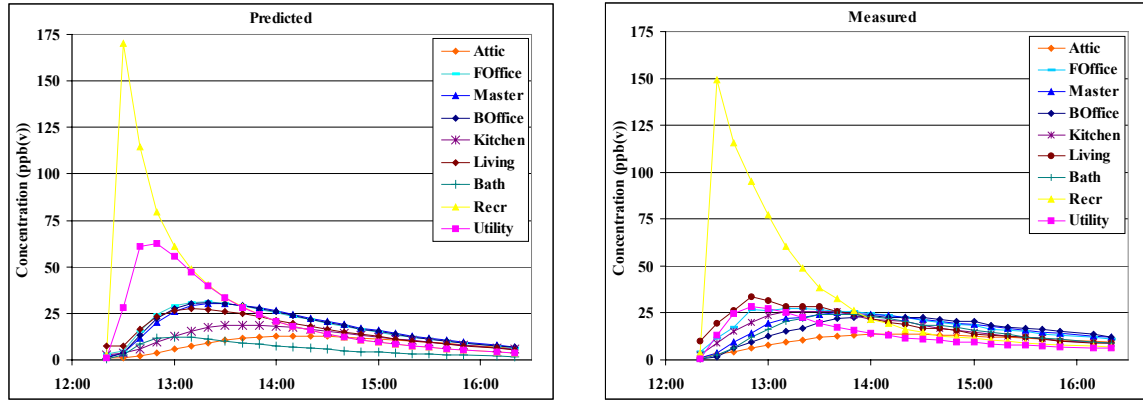 Predicted
Concentration (ppb(v))
175
150
125
100
75
50
25
0
12:00
13:00
14:00
15:00
16:00
Attic
FOffice
Master
BOffice
Kitchen
Living
Bath
Recr
Utility
Measured
Concentration (ppb(v))
175
150
125
100
75
50
25
0
12:00
13:00
14:00
15:00
16:00
Attic
FOffice
Master
BOffice
Kitchen
Living
Bath
Recr
Utility